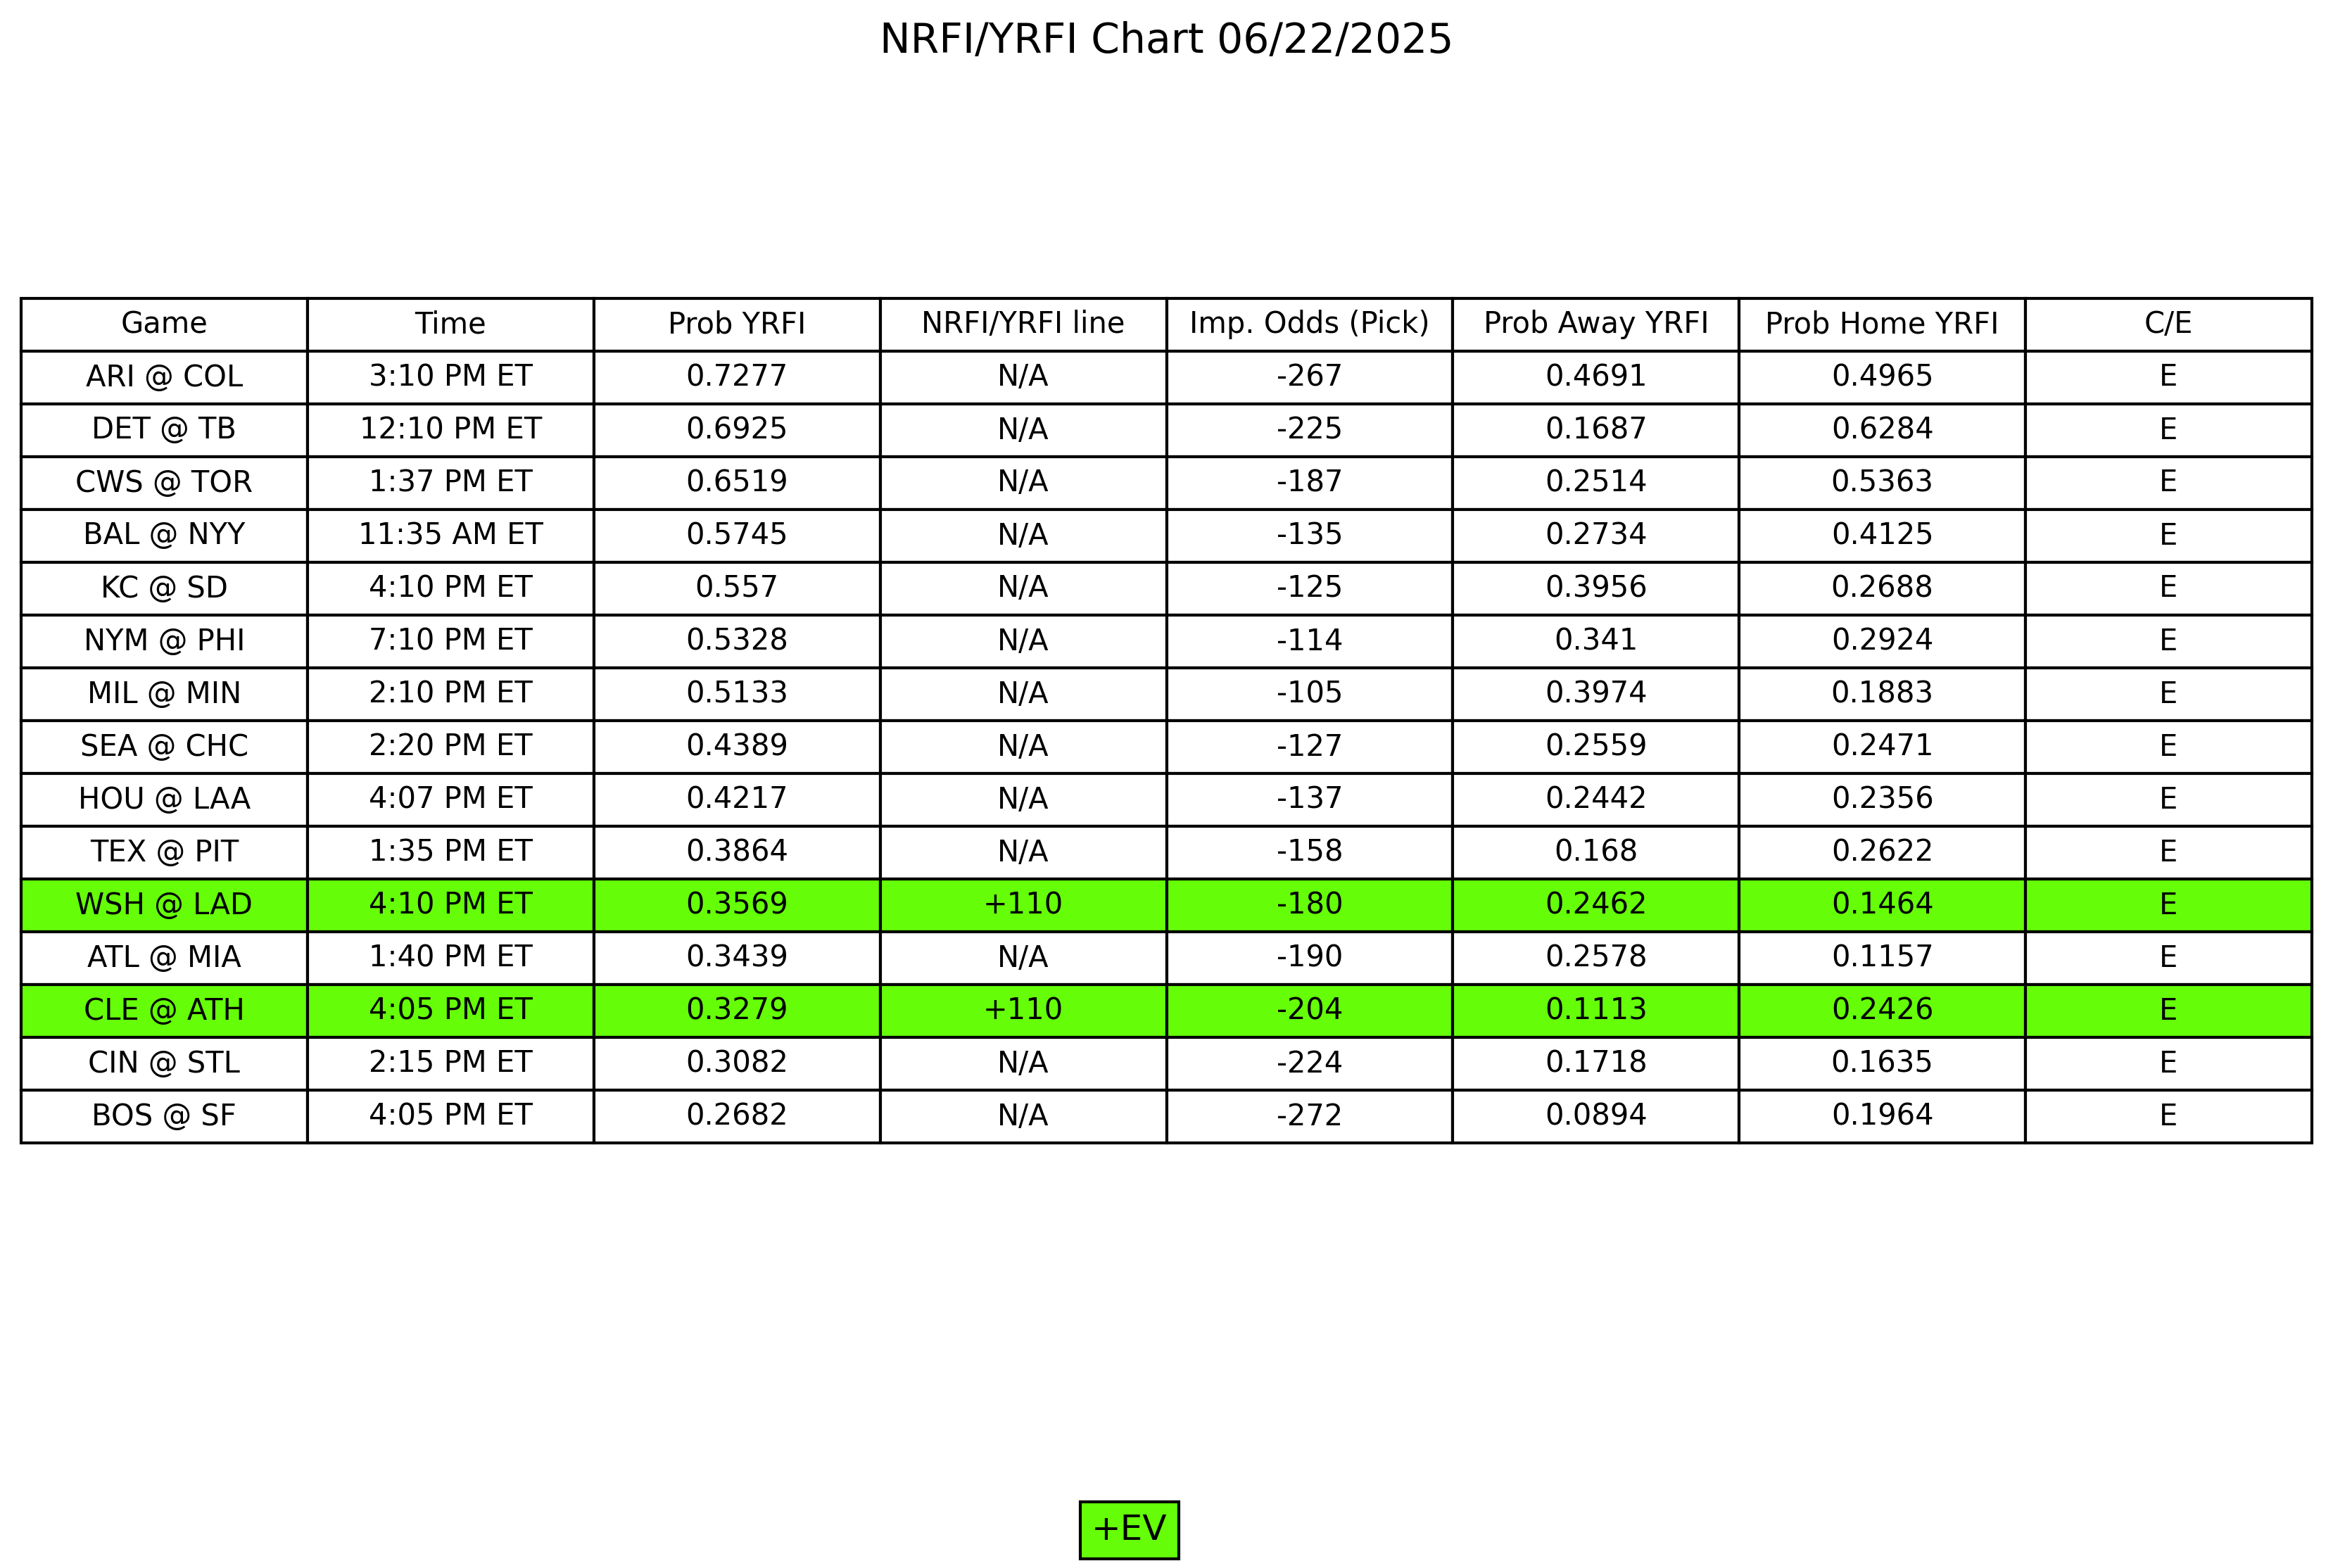 NRFI/YRFI Chart 06/22/2025
Game Time Prob YRFI NRFI/YRFI line Imp. Odds (Pick) Prob Away YRFI Prob Home YRFI C/E
ARI @ COL 3:10 PM ET 0.7277 N/A -267 0.4691 0.4965 E
DET @ TB 12:10 PM ET 0.6925 N/A -225 0.1687 0.6284 E
CWS @ TOR 1:37 PM ET 0.6519 N/A -187 0.2514 0.5363 E
BAL @ NYY 11:35 AM ET 0.5745 N/A -135 0.2734 0.4125 E
KC @ SD 4:10 PM ET 0.557 N/A -125 0.3956 0.2688 E
NYM @ PHI 7:10 PM ET 0.5328 N/A -114 0.341 0.2924 E
MIL @ MIN 2:10 PM ET 0.5133 N/A -105 0.3974 0.1883 E
SEA @ CHC 2:20 PM ET 0.4389 N/A -127 0.2559 0.2471 E
HOU @ LAA 4:07 PM ET 0.4217 N/A -137 0.2442 0.2356 E
TEX @ PIT 1:35 PM ET 0.3864 N/A -158 0.168 0.2622 E
WSH @ LAD 4:10 PM ET 0.3569 +110 -180 0.2462 0.1464 E
ATL @ MIA 1:40 PM ET 0.3439 N/A -190 0.2578 0.1157 E
CLE @ ATH 4:05 PM ET 0.3279 +110 -204 0.1113 0.2426 E
CIN @ STL 2:15 PM ET 0.3082 N/A -224 0.1718 0.1635 E
BOS @ SF 4:05 PM ET 0.2682 N/A -272 0.0894 0.1964 E
+EV